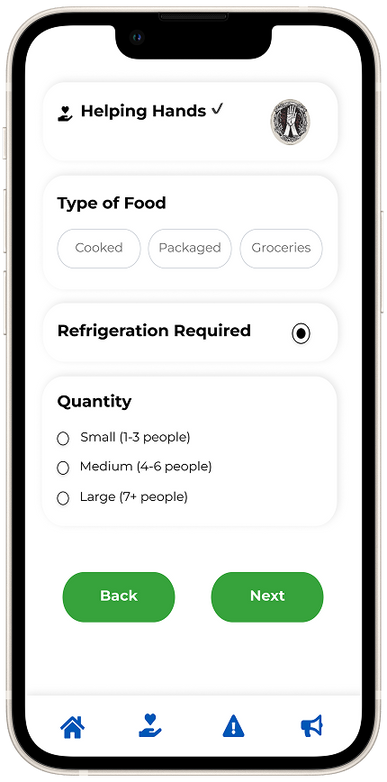 Helping Hands ✓
Type of Food
Cooked Packaged Groceries
Refrigeration Required
Quantity
Small (1-3 people)
Medium (4-6 people)
Large (7+ people)
Back Next